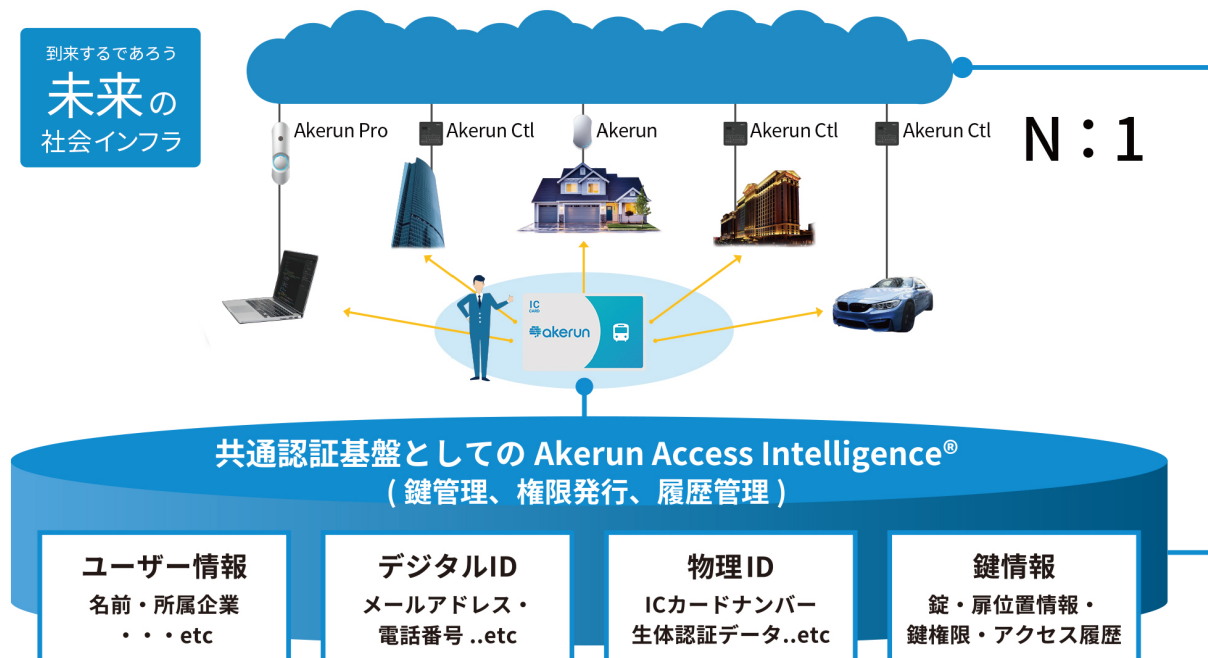 到来するであろう
未来の
社会インフラ
Akerun Pro
Akerun Ctl
Akerun
Akerun Ctl
Akerun Ctl
N：1
IC
CARD
akerun
共通認証基盤としての Akerun Access Intelligence®
( 鍵管理、権限発行、履歴管理 )
ユーザー情報
名前・所属企業
・・・etc
デジタルID
メールアドレス・
電話番号 ..etc
物理ID
ICカードナンバー
生体認証データ..etc
鍵情報
錠・扉位置情報・
鍵権限・アクセス履歴